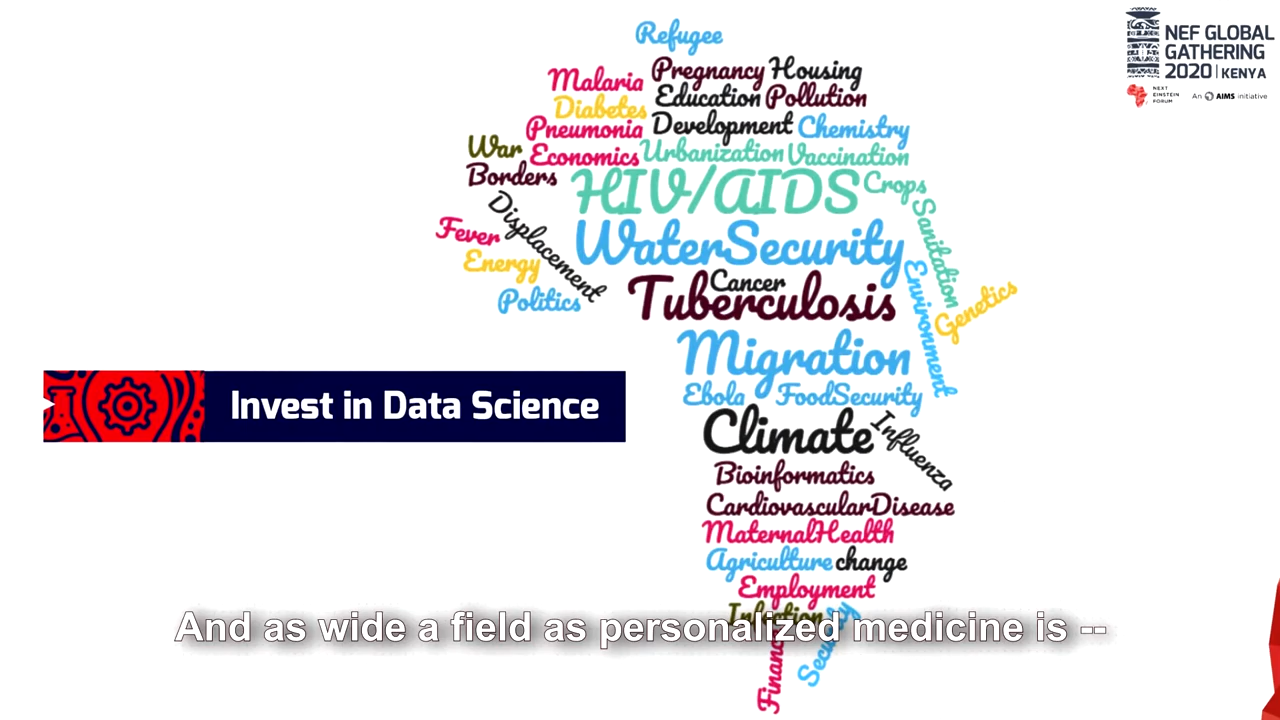 NEF GLOBAL
GATHERING
2020 | KENYA
NEXT
EINSTEIN
FORUM
An AIMS initiative
Refugee
Malaria
Pregnancy
Housing
Diabetes
Education
Pollution
Pneumonia
Development
Chemistry
War
Economics
Urbanization
Vaccination
Borders
HIV/AIDS
Crops
Displacement
Sanitation
Fever
WaterSecurity
Energy
Cancer
Environment
Genetics
Politics
Tuberculosis
Migration
Ebola
FoodSecurity
Invest in Data Science
Climate
Influenza
Bioinformatics
CardiovascularDisease
MaternalHealth
Agriculture
change
Employment
Infection
And as wide a field as personalized medicine is --
Security